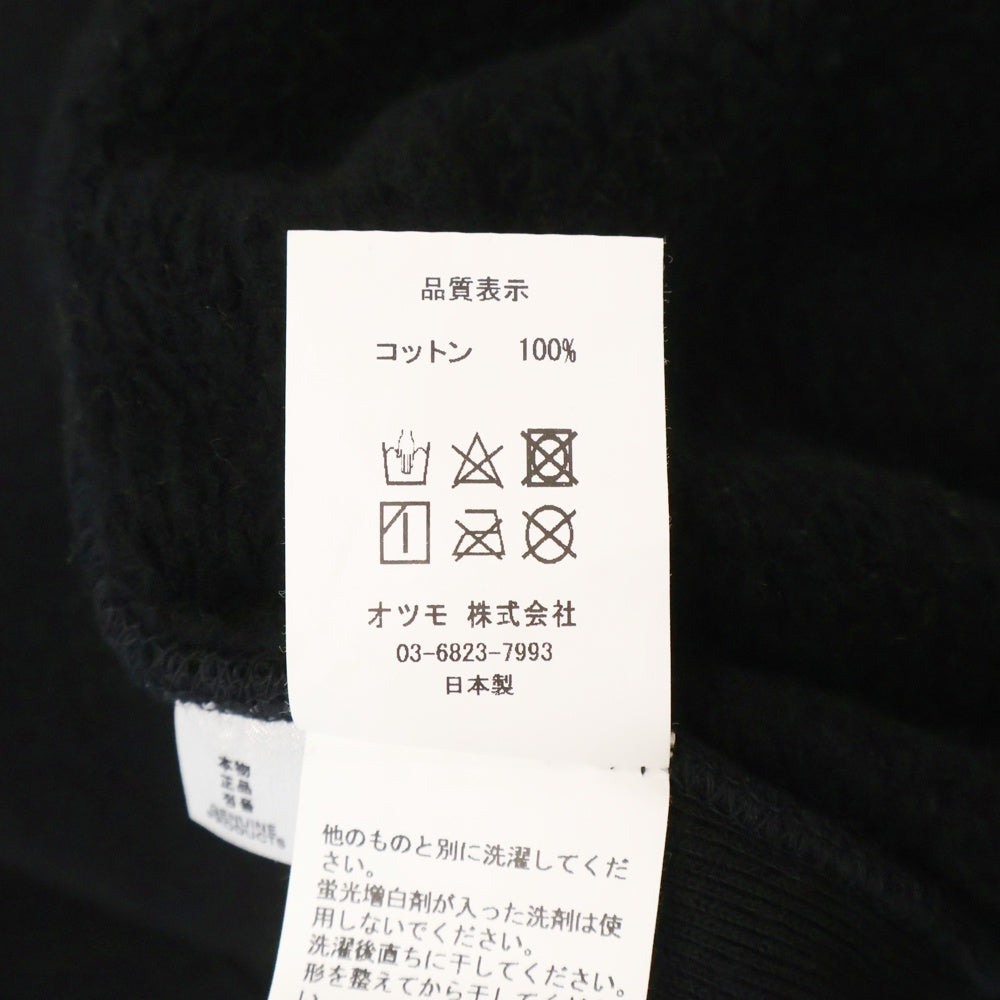 品質表示
コットン 100%
オツモ 株式会社
03-6823-7993
日本製
本物
正品
정품
GENUINE
PRODUCTS
他のものと別に洗濯してくだ
さい。
蛍光増白剤が入った洗剤は使
用しないでください。
洗濯後直ちに干してください。
形を整えてから干してくださ
い